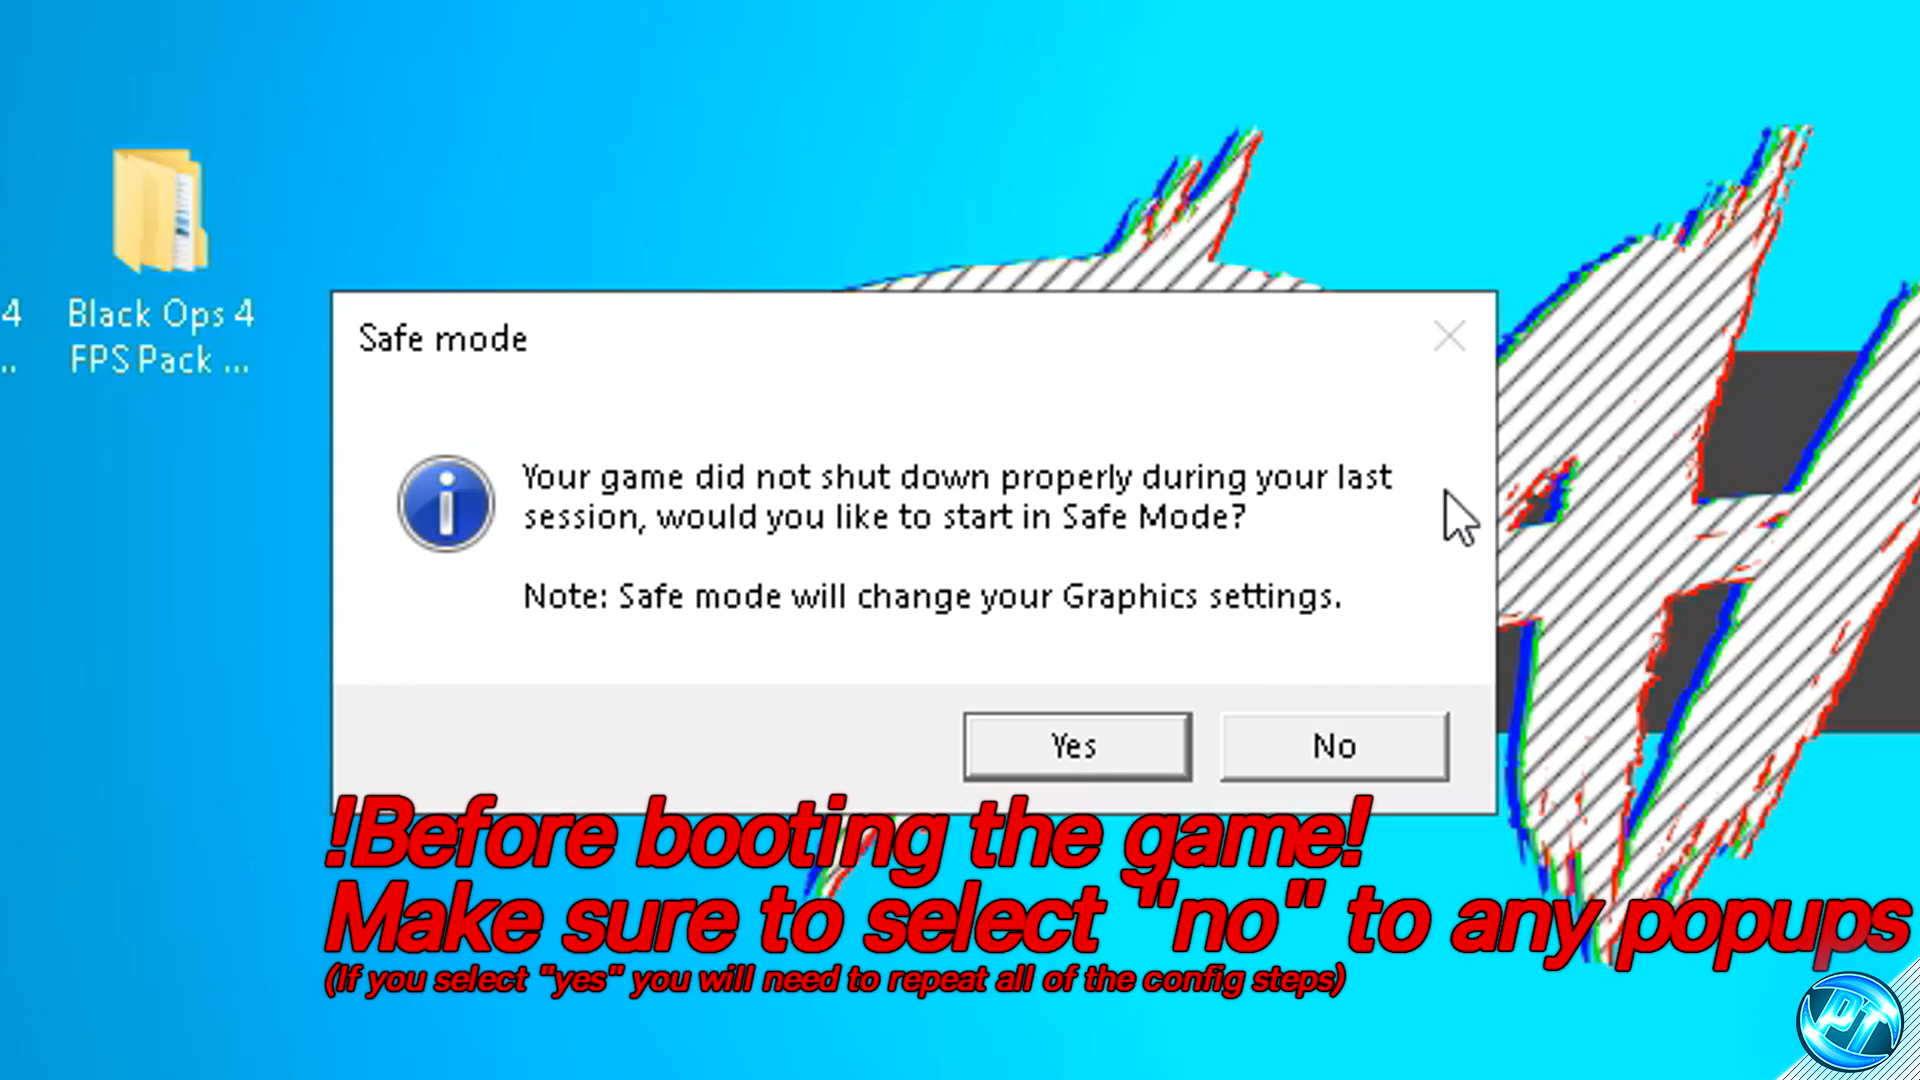 4
..
Black Ops 4
FPS Pack ...
Safe mode
Your game did not shut down properly during your last
session, would you like to start in Safe Mode?
Note: Safe mode will change your Graphics settings.
Yes
No
!Before booting the game!
Make sure to select "no" to any popups
(If you select "yes" you will need to repeat all of the config steps)
PT